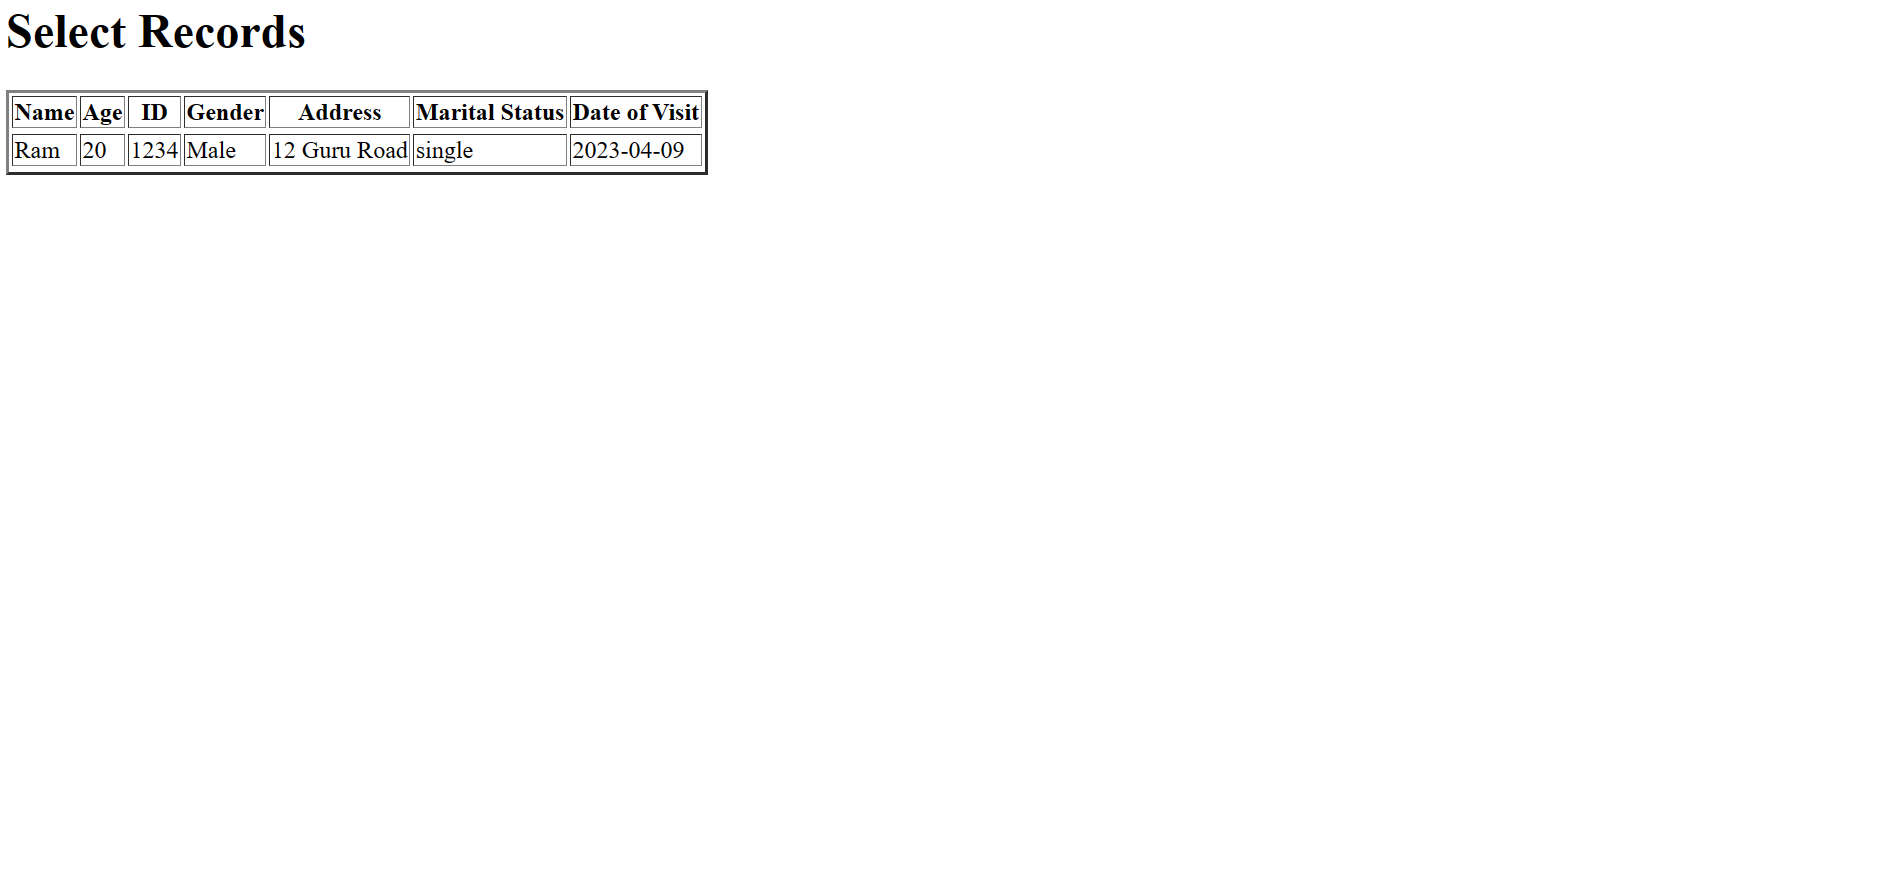 Select Records
Name Age ID Gender Address Marital Status Date of Visit
Ram 20 1234 Male 12 Guru Road single 2023-04-09